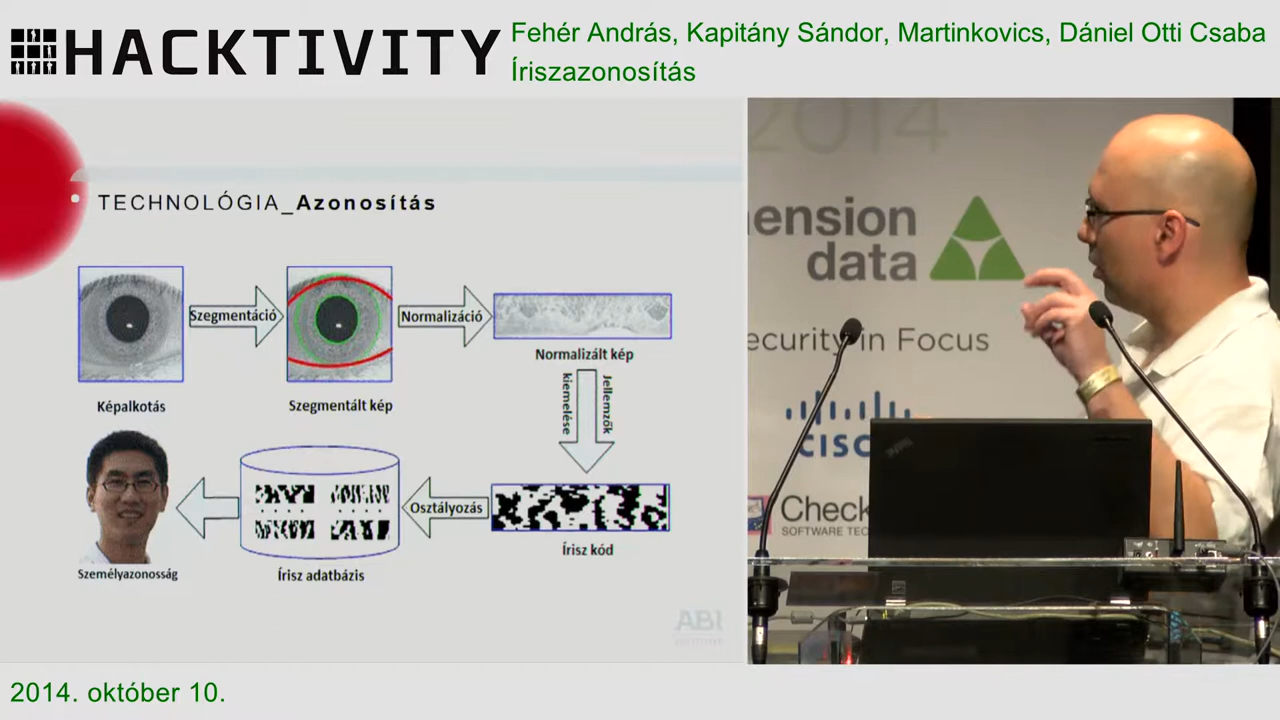 HACKTIVITY
Fehér András, Kapitány Sándor, Martinkovics, Dániel Otti Csaba
Íriszazonosítás
• TECHNOLÓGIA_Azonosítás
Szegmentáció
Normalizáció
Képalkotás
Szegmentált kép
Normalizált kép
Jellemzők
kiemelése
Osztályozás
Személyazonosság
Írisz adatbázis
Írisz kód
ABI
2014
ension
data
ecurity in Focus
CISC
Check
SOFTWARE TEC
2014. október 10.